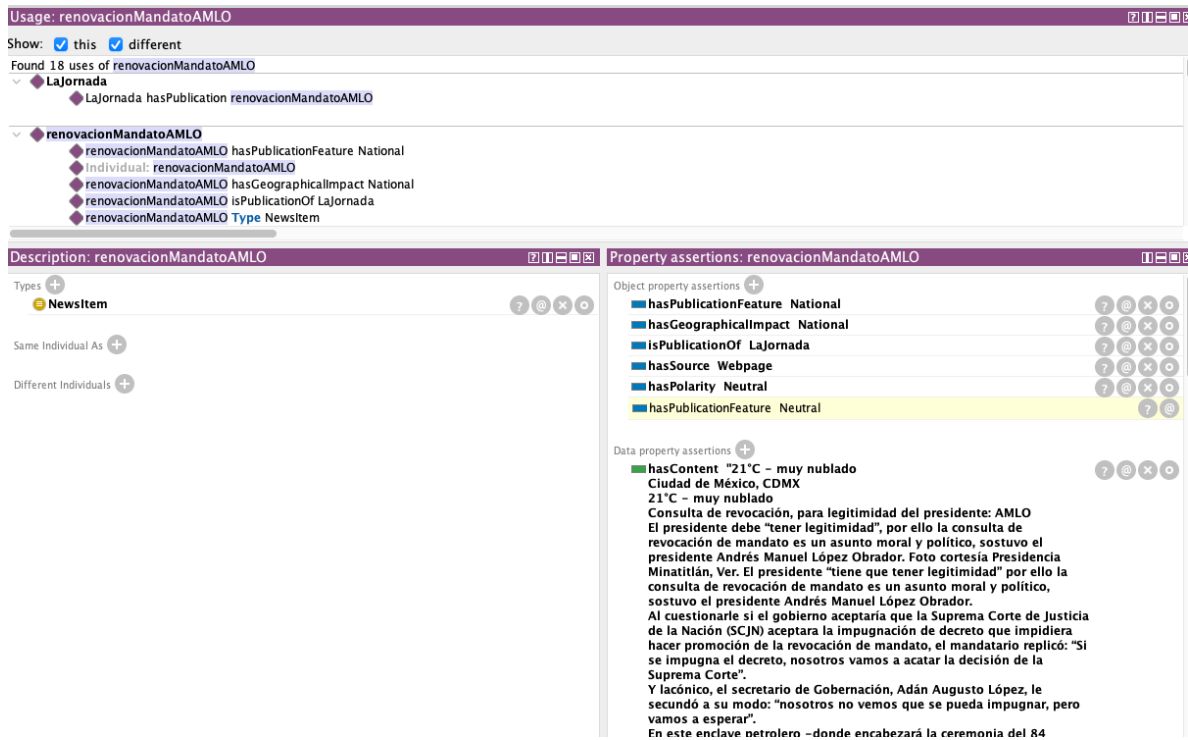 Usage: renovacionMandatoAMLO
Show: this different
Found 18 uses of renovacionMandatoAMLO
LaJornada
LaJornada hasPublication renovacionMandatoAMLO
renovacionMandatoAMLO
renovacionMandatoAMLO hasPublicationFeature National
Individual: renovacionMandatoAMLO
renovacionMandatoAMLO hasGeographicalImpact National
renovacionMandatoAMLO isPublicationOf LaJornada
renovacionMandatoAMLO Type NewsItem
Description: renovacionMandatoAMLO
Types
NewsItem
Same Individual As
Different Individuals
Property assertions: renovacionMandatoAMLO
Object property assertions
hasPublicationFeature National
hasGeographicalImpact National
isPublicationOf LaJornada
hasSource Webpage
hasPolarity Neutral
hasPublicationFeature Neutral
Data property assertions
hasContent "21°C - muy nublado
Ciudad de México, CDMX
21°C - muy nublado
Consulta de revocación, para legitimidad del presidente: AMLO
El presidente debe “tener legitimidad”, por ello la consulta de
revocación de mandato es un asunto moral y político, sostuvo el
presidente Andrés Manuel López Obrador. Foto cortesía Presidencia
Minatitlán, Ver. El presidente “tiene que tener legitimidad” por ello la
consulta de revocación de mandato es un asunto moral y político,
sostuvo el presidente Andrés Manuel López Obrador.
Al cuestionarle si el gobierno aceptaría que la Suprema Corte de Justicia
de la Nación (SCJN) aceptara la impugnación de decreto que impidiera
hacer promoción de la revocación de mandato, el mandatario replicó: “Si
se impugna el decreto, nosotros vamos a acatar la decisión de la
Suprema Corte”.
Y lacónico, el secretario de Gobernación, Adán Augusto López, le
secundó a su modo: “nosotros no vemos que se pueda impugnar, pero
vamos a esperar”.
En este enclave petrolero –donde encabezará la ceremonia del 84